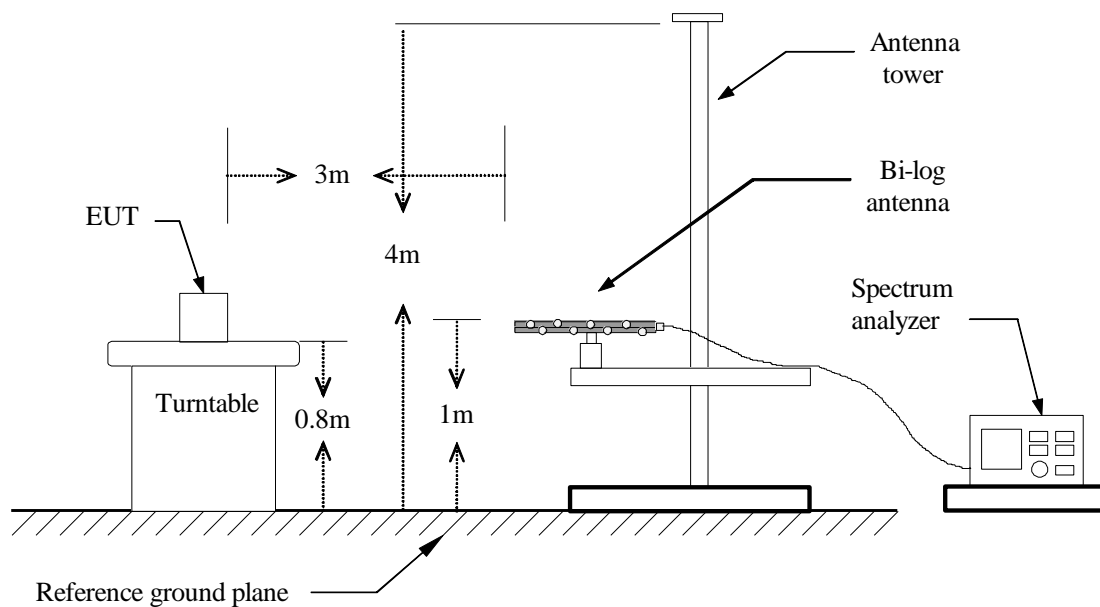 Antenna
tower
3m
Bi-log
antenna
EUT
4m
Spectrum
analyzer
Turntable
0.8m
1m
Reference ground plane